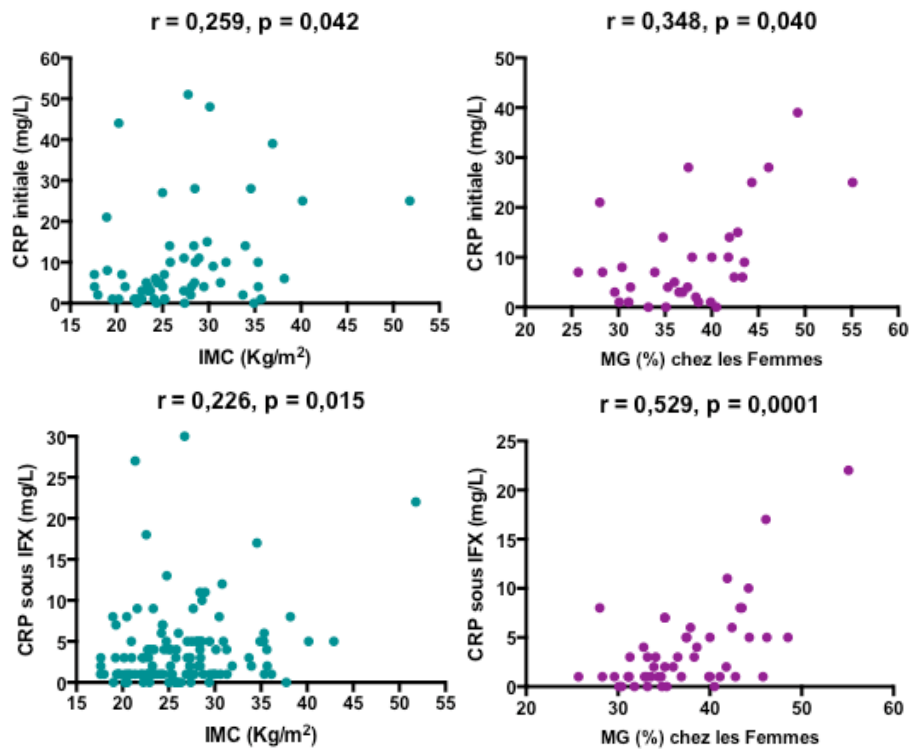 r = 0,259, p = 0,042
CRP initiale (mg/L)
60
50
40
30
20
10
0
15 20 25 30 35 40 45 50 55
IMC (Kg/m²)
r = 0,348, p = 0,040
CRP initiale (mg/L)
50
40
30
20
10
0
20 25 30 35 40 45 50 55 60
MG (%) chez les Femmes
r = 0,226, p = 0,015
CRP sous IFX (mg/L)
30
25
20
15
10
5
0
15 20 25 30 35 40 45 50 55
IMC (Kg/m²)
r = 0,529, p = 0,0001
CRP sous IFX (mg/L)
25
20
15
10
5
0
20 30 40 50 60
MG (%) chez les Femmes